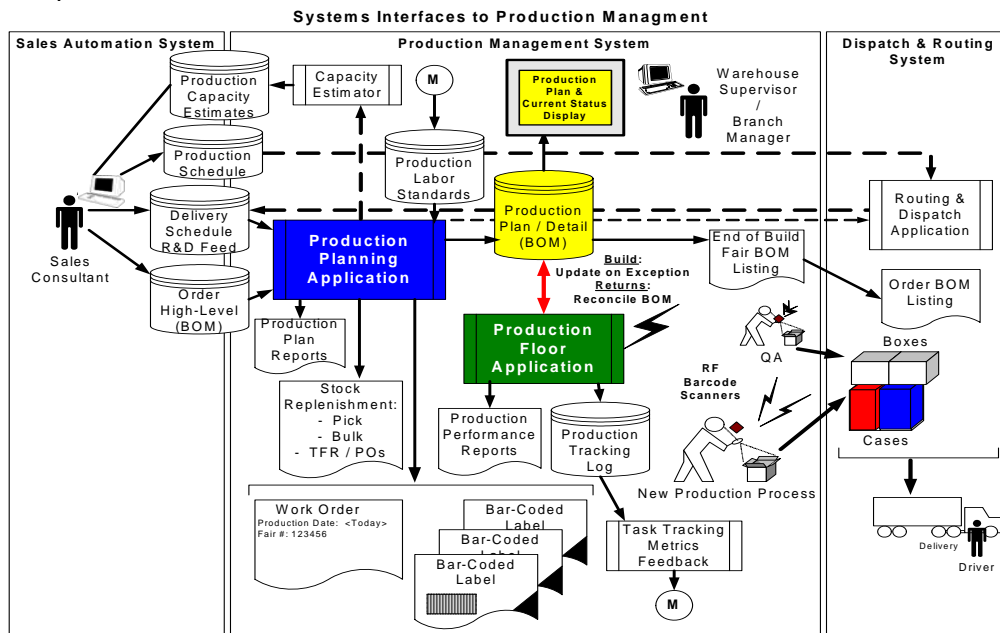 Systems Interfaces to Production Managment
Sales Automation System
Production Management System
Dispatch & Routing
System
Production
Capacity
Estimates
Capacity
Estimator
M
Production
Plan &
Current Status
Display
Warehouse
Supervisor
/
Branch
Manager
Production
Schedule
Production
Labor
Standards
Delivery
Schedule
R&D Feed
Production
Planning
Application
Production
Plan / Detail
(BOM)
Routing &
Dispatch
Application
Sales
Consultant
End of Build
Fair BOM
Listing
Build:
Update on Exception
Returns:
Reconcile BOM
Order
High-Level
(BOM)
Order BOM
Listing
Production
Plan Reports
Production
Floor
Application
QA
Boxes
RF
Barcode
Scanners
Stock
Replenishment:
- Pick
- Bulk
- TFR / POs
Production
Performance
Reports
Production
Tracking
Log
Cases
New Production Process
Work Order
Production Date: <Today>
Fair #: 123456
Bar-Coded
Label
Bar-Coded
Label
Bar-Coded
Label
Task Tracking
Metrics
Feedback
M
Delivery
Driver